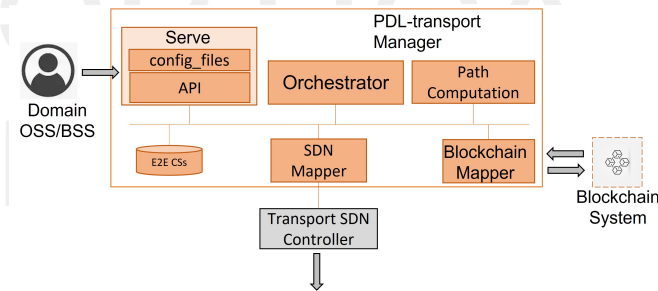 PDL-transport
Manager
Serve
config_files
API
Orchestrator
Path
Computation
Domain
OSS/BSS
E2E CSs
SDN
Mapper
Blockchain
Mapper
Blockchain
System
Transport SDN
Controller